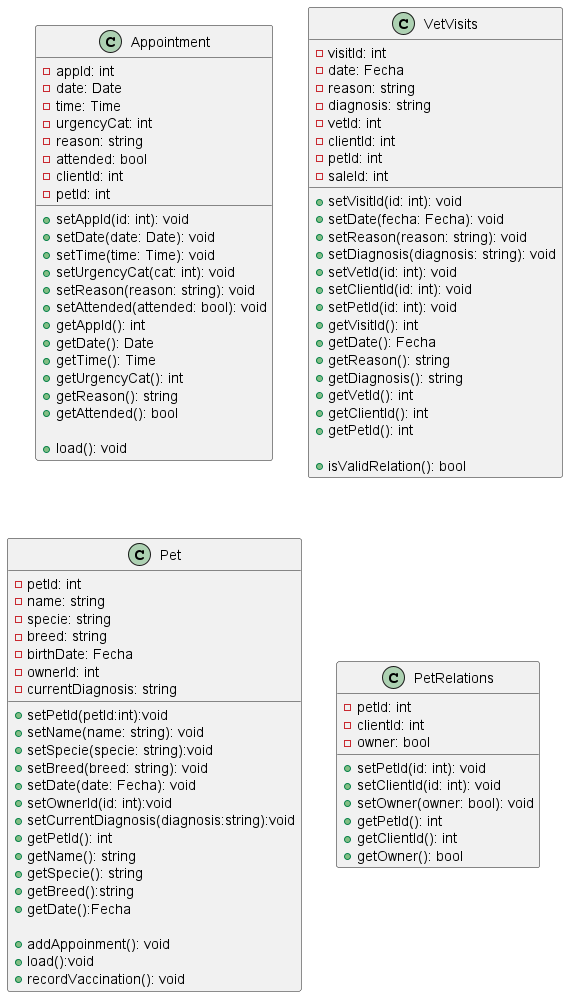 C Appointment
appId: int
date: Date
time: Time
urgencyCat: int
reason: string
attended: bool
clientId: int
petId: int
setAppId(id: int): void
setDate(date: Date): void
setTime(time: Time): void
setUrgencyCat(cat: int): void
setReason(reason: string): void
setAttended(attended: bool): void
getAppId(): int
getDate(): Date
getTime(): Time
getUrgencyCat(): int
getReason(): string
getAttended(): bool
load(): void
C VetVisits
visitId: int
date: Fecha
reason: string
diagnosis: string
vetId: int
clientId: int
petId: int
saleId: int
setVisitId(id: int): void
setDate(fecha: Fecha): void
setReason(reason: string): void
setDiagnosis(diagnosis: string): void
setVetId(id: int): void
setClientId(id: int): void
setPetId(id: int): void
getVisitId(): int
getDate(): Fecha
getReason(): string
getDiagnosis(): string
getVetId(): int
getClientId(): int
getPetId(): int
isValidRelation(): bool
C Pet
petId: int
name: string
specie: string
breed: string
birthDate: Fecha
ownerId: int
currentDiagnosis: string
setPetId(petId:int):void
setName(name: string): void
setSpecie(specie: string):void
setBreed(breed: string): void
setDate(date: Fecha): void
setOwnerId(id: int):void
setCurrentDiagnosis(diagnosis:string):void
getPetId(): int
getName(): string
getSpecie(): string
getBreed():string
getDate():Fecha
addAppoinment(): void
load():void
recordVaccination(): void
C PetRelations
petId: int
clientId: int
owner: bool
setPetId(id: int): void
setClientId(id: int): void
setOwner(owner: bool): void
getPetId(): int
getClientId(): int
getOwner(): bool